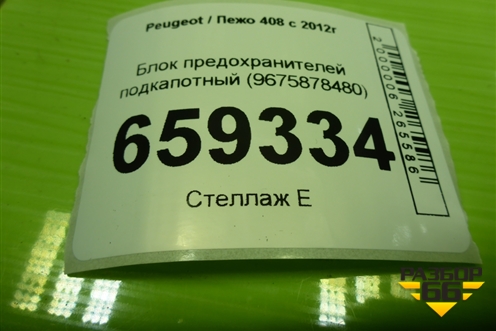 Peugeot / Пежо 408 с 2012г
Блок предохранителей
подкапотный (9675878480)
659334
Стеллаж Е
2000006265586
РАЗБОР
66